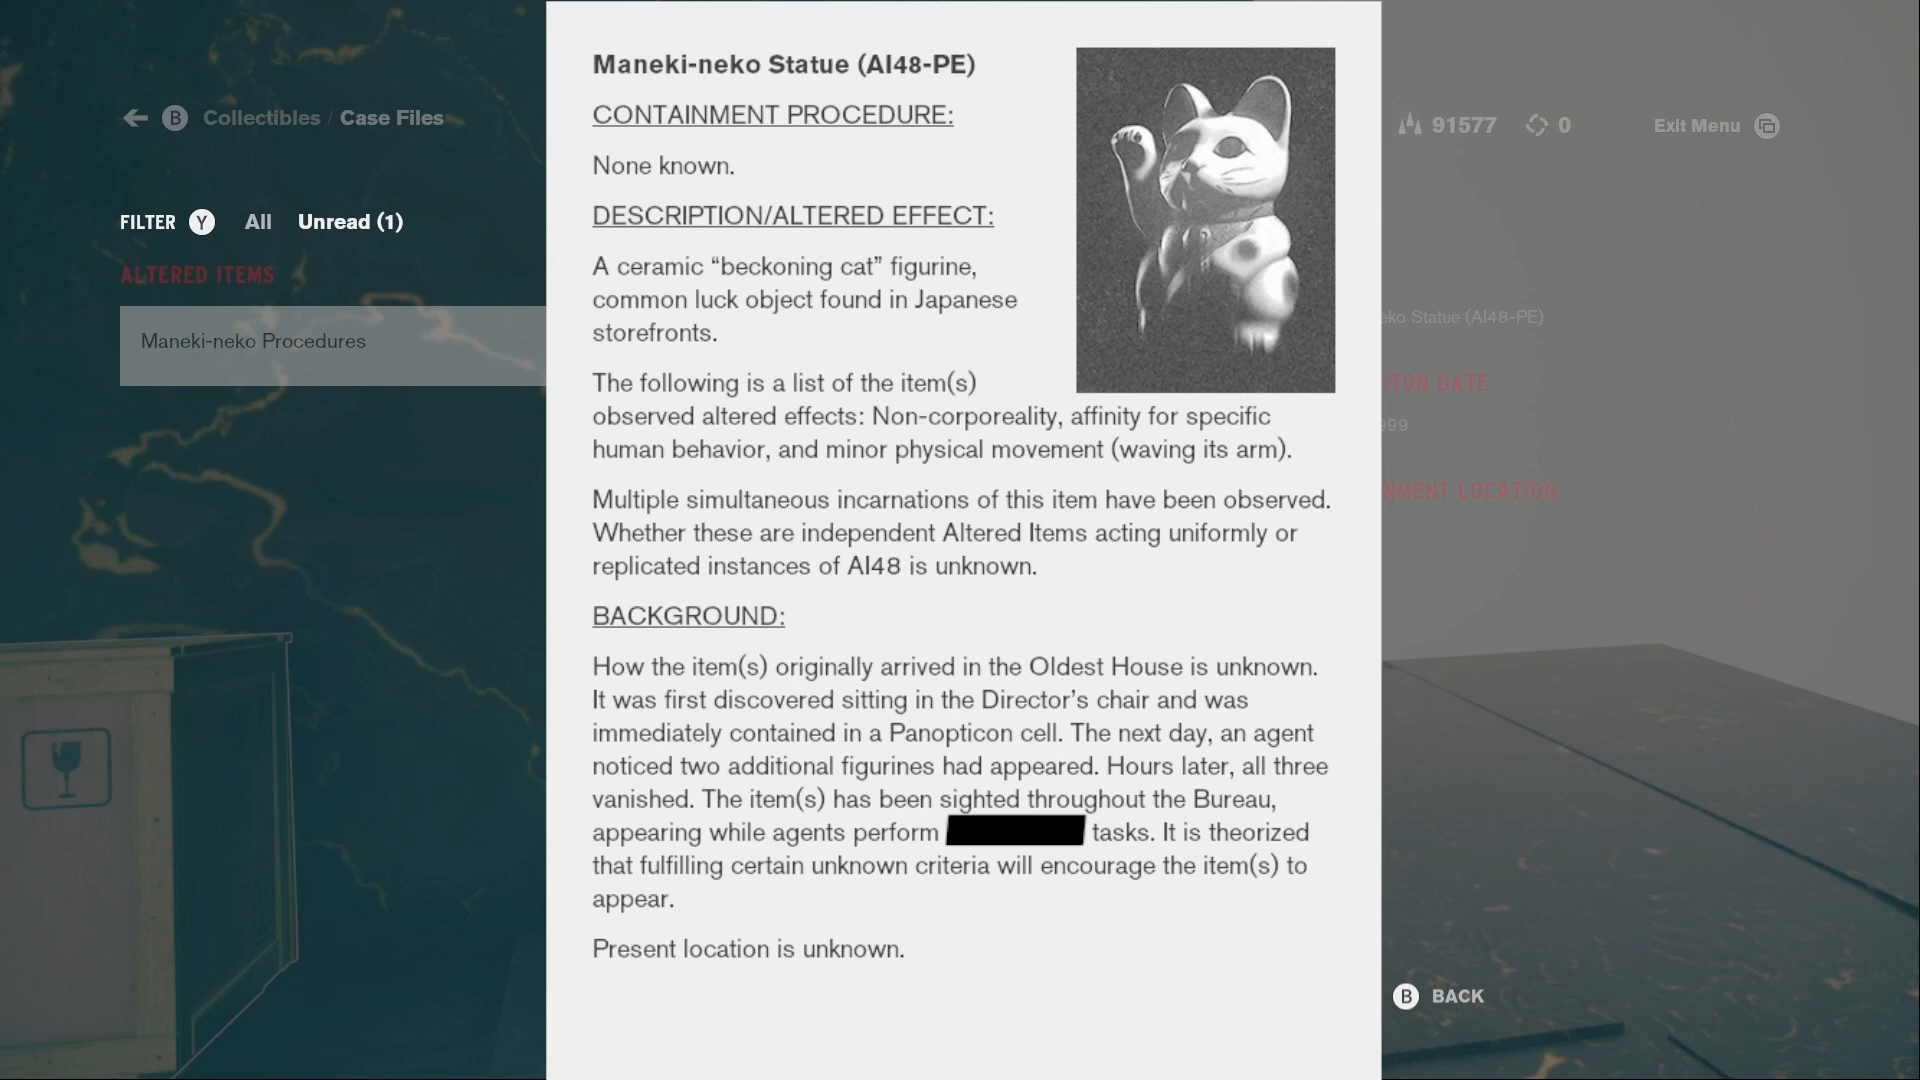 Maneki-neko Statue (AI48-PE)
CONTAINMENT PROCEDURE:
None known.
DESCRIPTION/ALTERED EFFECT:
A ceramic “beckoning cat” figurine,
common luck object found in Japanese
storefronts.
The following is a list of the item(s)
observed altered effects: Non-corporeality, affinity for specific
human behavior, and minor physical movement (waving its arm).
Multiple simultaneous incarnations of this item have been observed.
Whether these are independent Altered Items acting uniformly or
replicated instances of AI48 is unknown.
BACKGROUND:
How the item(s) originally arrived in the Oldest House is unknown.
It was first discovered sitting in the Director’s chair and was
immediately contained in a Panopticon cell. The next day, an agent
noticed two additional figurines had appeared. Hours later, all three
vanished. The item(s) has been sighted throughout the Bureau,
appearing while agents perform tasks. It is theorized
that fulfilling certain unknown criteria will encourage the item(s) to
appear.
Present location is unknown.
B Collectibles / Case Files
FILTER Y All Unread (1)
ALTERED ITEMS
Maneki-neko Procedures
91577 0 Exit Menu
Statue (AI48-PE)
DATE
LOCATION
B BACK